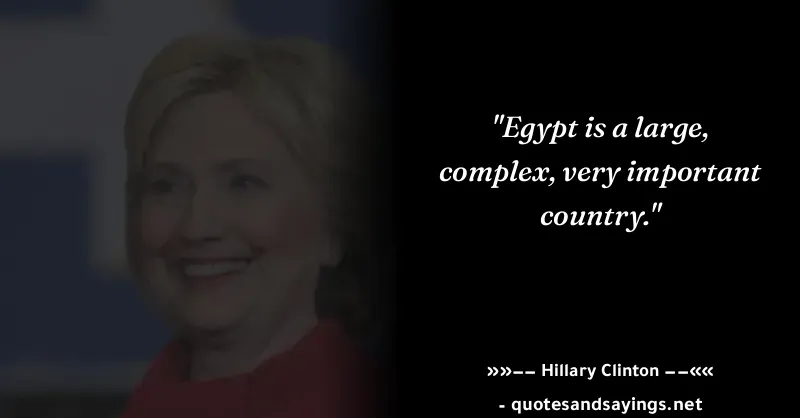 "Egypt is a large,
complex, very important
country."
»»–– Hillary Clinton ––««
- quotesandsayings.net